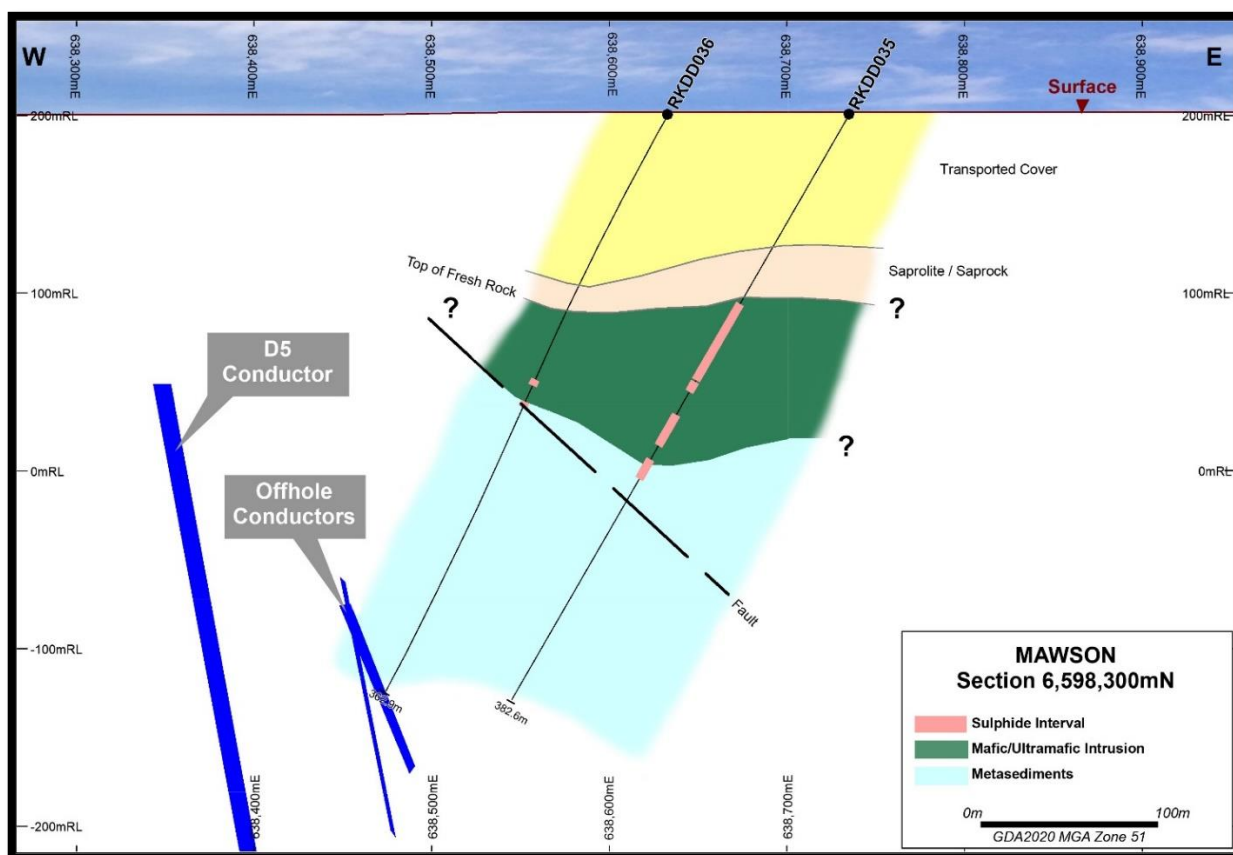 W
638,300mE
638,400mE
638,500mE
638,600mE
638,700mE
638,800mE
638,900mE
E
RKDD036
RKDD035
Surface
200mRL
200mRL
Transported Cover
Top of Fresh Rock
Saprolite / Saprock
100mRL
100mRL
?
?
D5
Conductor
?
0mRL
0mRL
Offhole
Conductors
Fault
-100mRL
362.9m
382.6m
MAWSON
Section 6,598,300mN
Sulphide Interval
Mafic/Ultramafic Intrusion
Metasediments
0m
100m
GDA2020 MGA Zone 51
638,400mE
638,500mE
638,600mE
638,700mE
-200mRL